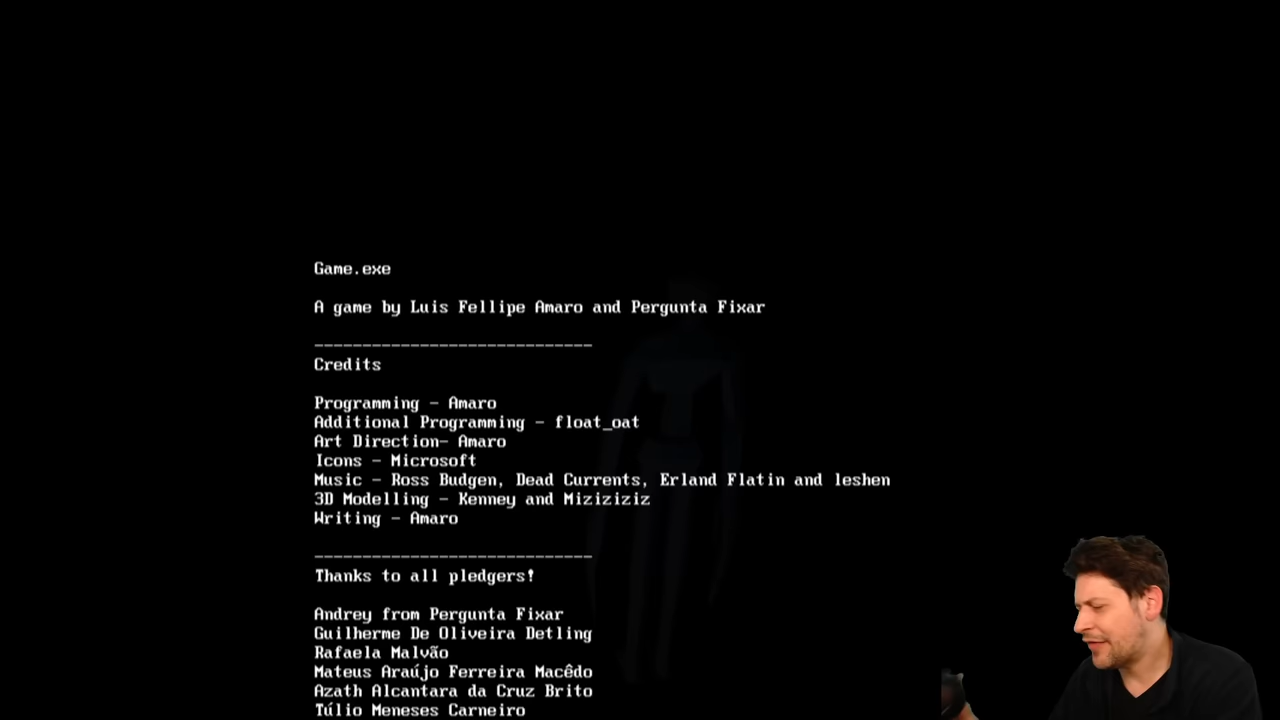 Game.exe
A game by Luis Fellipe Amaro and Pergunta Fixar
-----------------------------
Credits
Programming - Amaro
Additional Programming - float_oat
Art Direction- Amaro
Icons - Microsoft
Music - Ross Budgen, Dead Currents, Erland Flatin and leshen
3D Modelling - Kenney and Miziziziz
Writing - Amaro
-----------------------------
Thanks to all pledgers!
Andrey from Pergunta Fixar
Guilherme De Oliveira Detling
Rafaela Malvão
Mateus Araújo Ferreira Macêdo
Azath Alcantara da Cruz Brito
Túlio Meneses Carneiro